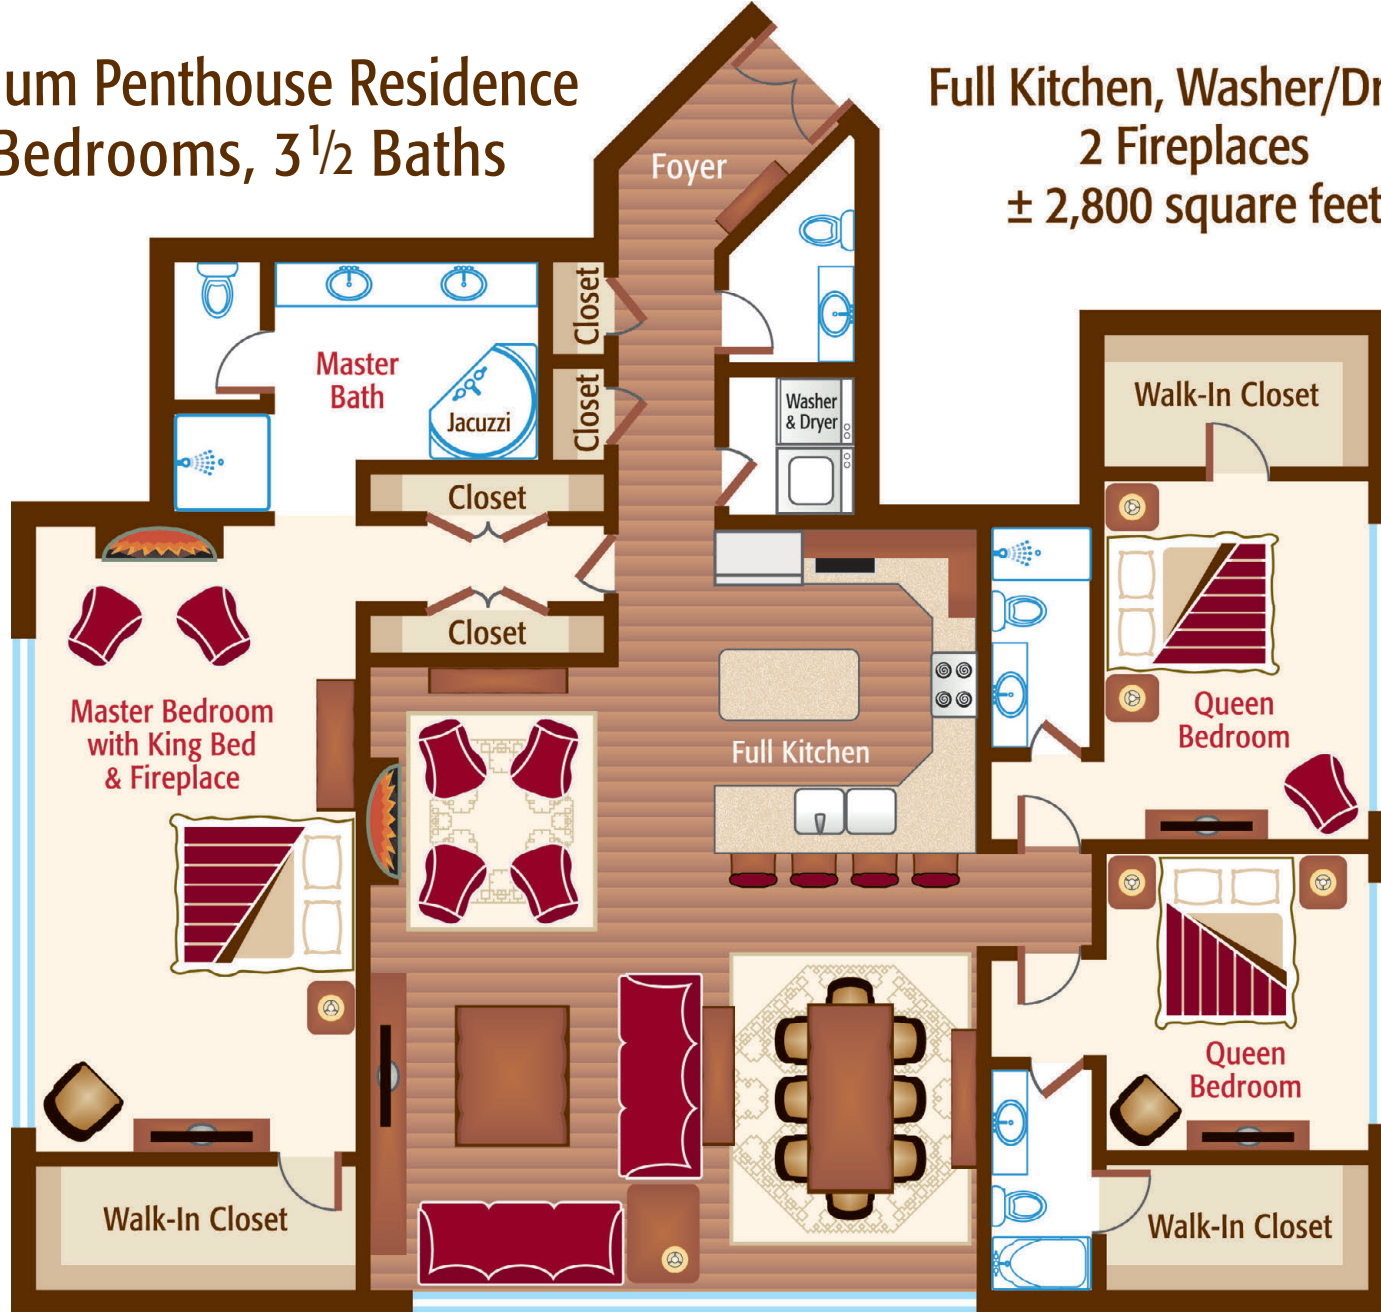 um Penthouse Residence
Bedrooms, 3 1/2 Baths
Full Kitchen, Washer/Dr
2 Fireplaces
± 2,800 square feet
Foyer
Closet
Master
Bath
Jacuzzi
Closet
Washer
& Dryer
Walk-In Closet
Closet
Closet
Master Bedroom
with King Bed
& Fireplace
Full Kitchen
Queen
Bedroom
Queen
Bedroom
Walk-In Closet
Walk-In Closet